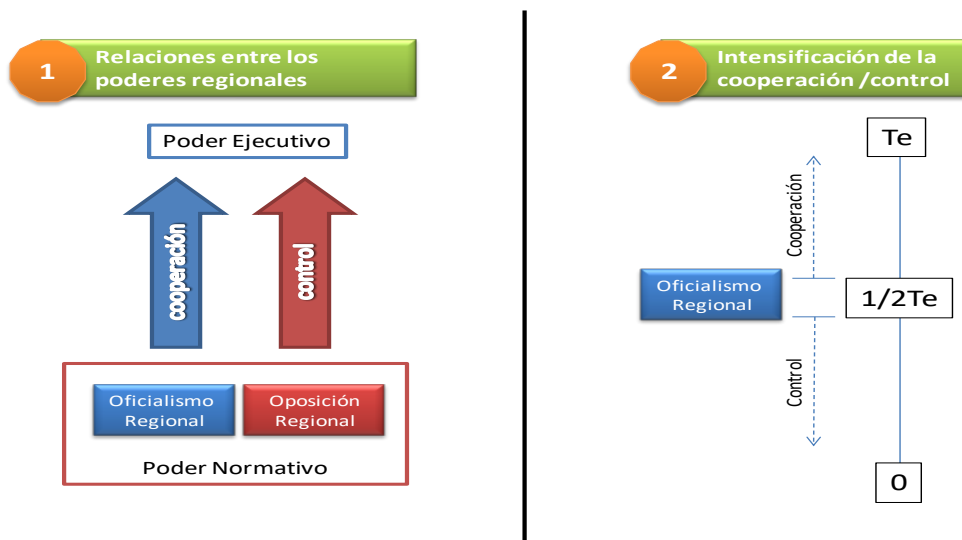 1
Relaciones entre los
poderes regionales
Poder Ejecutivo
cooperación
control
Oficialismo
Regional
Oposición
Regional
Poder Normativo
2
Intensificación de la
cooperación /control
Te
Cooperación
Oficialismo
Regional
1/2Te
Control
0